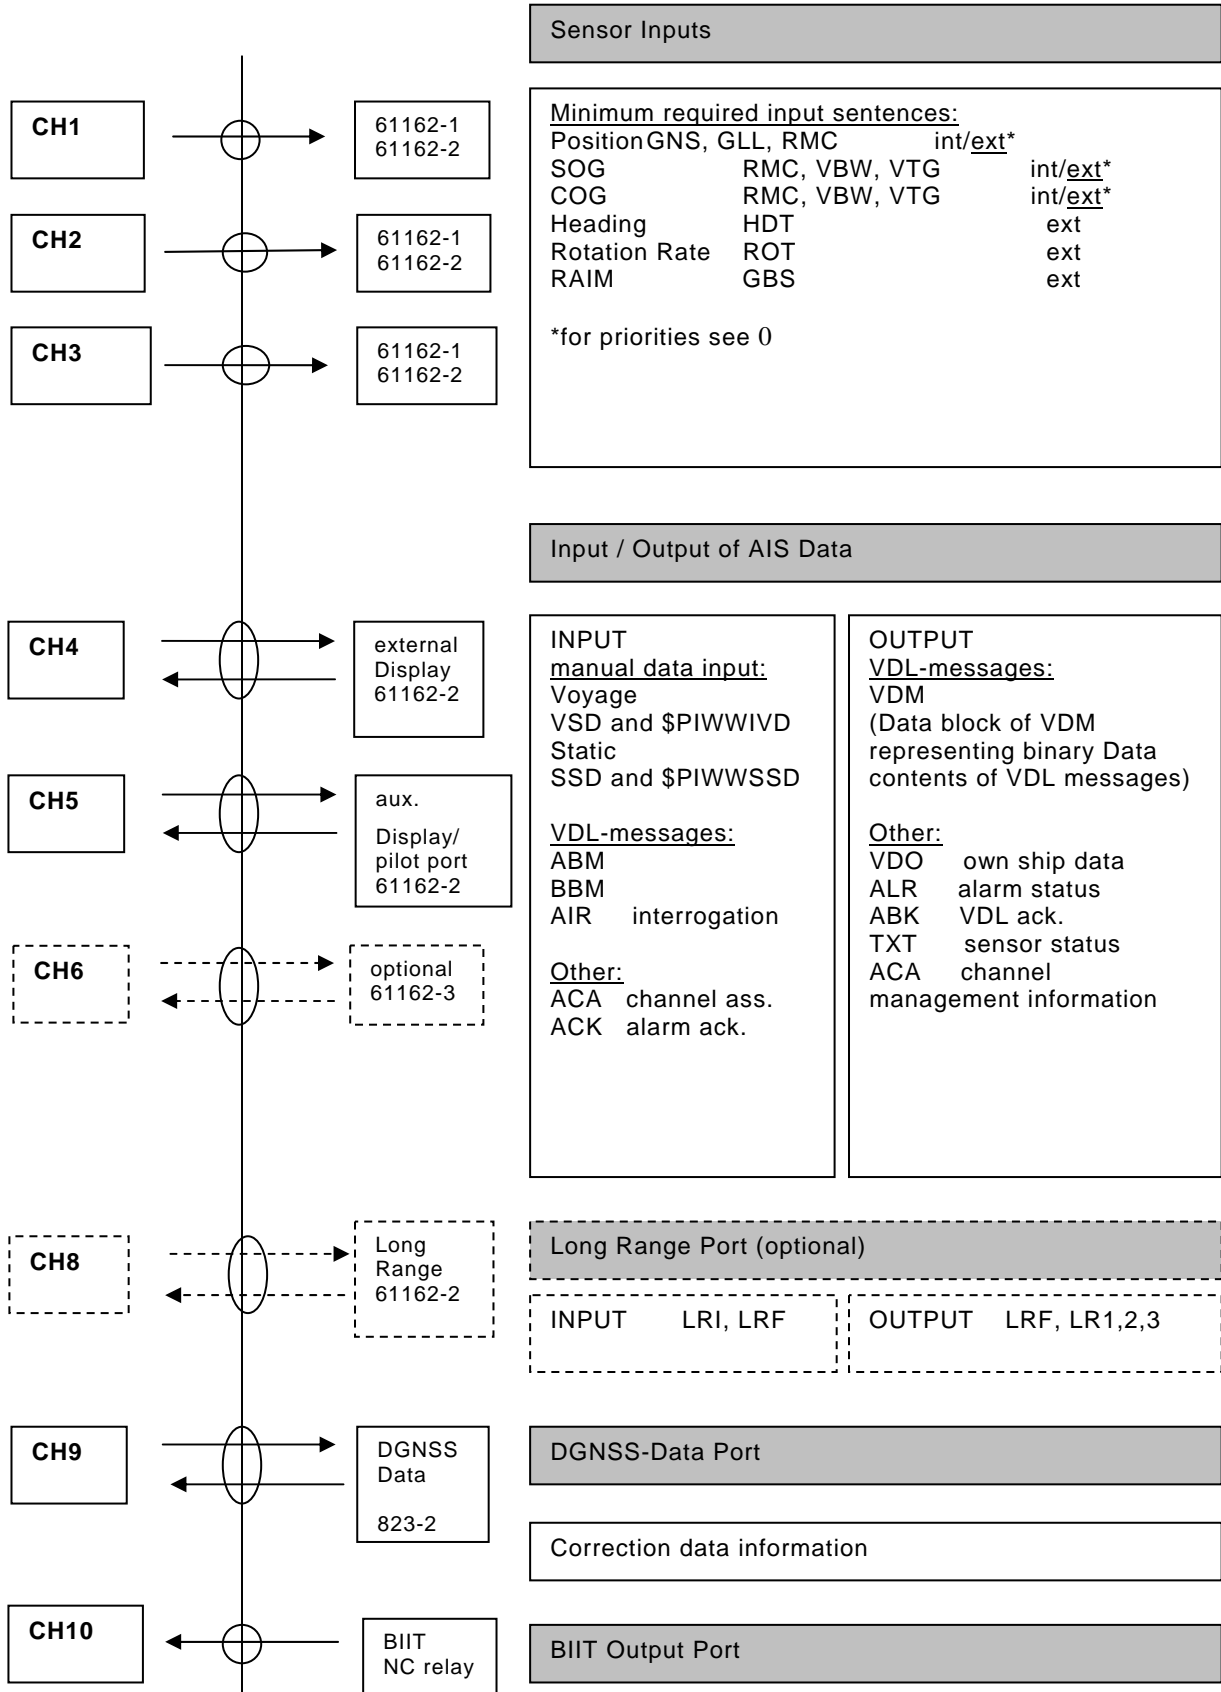 Sensor Inputs
CH1
61162-1
61162-2
CH2
61162-1
61162-2
CH3
61162-1
61162-2
Minimum required input sentences:
Position GNS, GLL, RMC int/ext*
SOG RMC, VBW, VTG int/ext*
COG RMC, VBW, VTG int/ext*
Heading HDT ext
Rotation Rate ROT ext
RAIM GBS ext
*for priorities see 0
Input / Output of AIS Data
CH4
external
Display
61162-2
CH5
aux.
Display/
pilot port
61162-2
CH6
optional
61162-3
INPUT
manual data input:
Voyage
VSD and $PIWWIVD
Static
SSD and $PIWWSSD
VDL-messages:
ABM
BBM
AIR interrogation
Other:
ACA channel ass.
ACK alarm ack.
OUTPUT
VDL-messages:
VDM
(Data block of VDM
representing binary Data
contents of VDL messages)
Other:
VDO own ship data
ALR alarm status
ABK VDL ack.
TXT sensor status
ACA channel
management information
CH8
Long
Range
61162-2
Long Range Port (optional)
INPUT LRI, LRF
OUTPUT LRF, LR1,2,3
CH9
DGNSS
Data
823-2
DGNSS-Data Port
Correction data information
CH10
BIIT
NC relay
BIIT Output Port